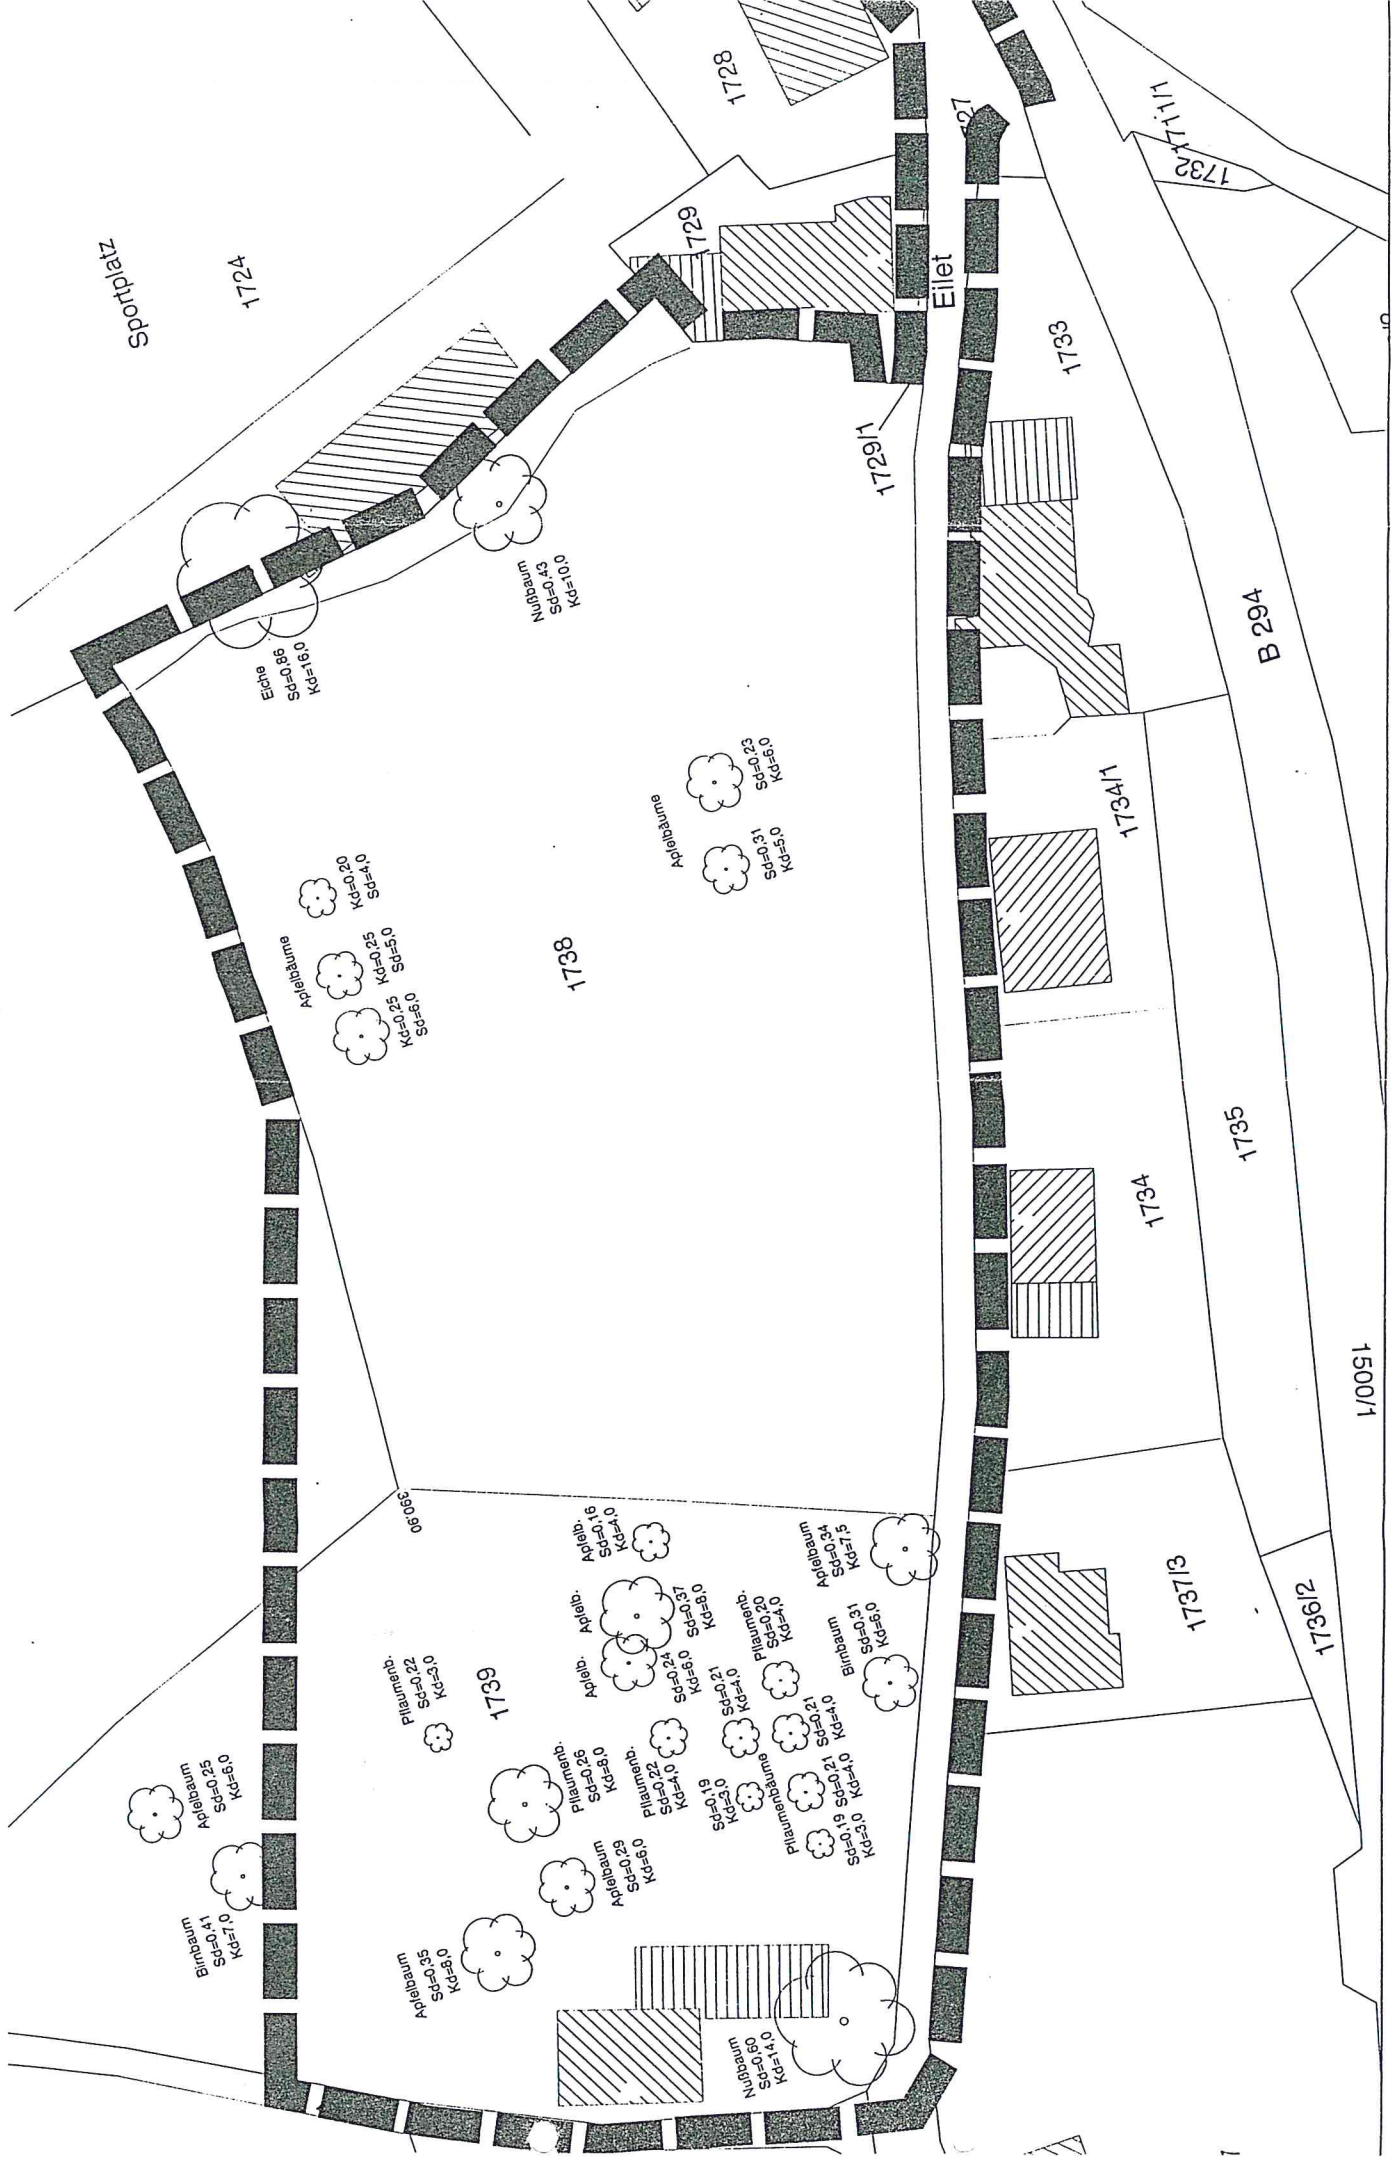 Sportplatz
1724
1728
1729
1732
1711/1
Eilet
1733
1729/1
Nußbaum
Sd=0,43
Kd=10,0
Eiche
Sd=0,86
Kd=16,0
B 294
Apfelbäume
Sd=0,23
Kd=6,0
Sd=0,31
Kd=5,0
1734/1
Apfelbäume
Kd=0,20
Sd=4,0
Kd=0,25
Sd=5,0
Kd=0,25
Sd=6,0
1738
1735
1734
1500/1
Apfelb.
Sd=0,16
Kd=4,0
Apfelbaum
Sd=0,34
Kd=7,5
Apfelb.
Sd=0,37
Kd=8,0
Apfelb.
Sd=0,24
Kd=6,0
Pflaumenb.
Sd=0,20
Kd=4,0
Birnbaum
Sd=0,31
Kd=6,0
1737/3
1736/2
Pflaumenb.
Sd=0,22
Kd=3,0
1739
Sd=0,21
Kd=4,0
Sd=0,21
Kd=4,0
Pflaumenb.
Sd=0,26
Kd=8,0
Pflaumenb.
Sd=0,22
Kd=4,0
Sd=0,19
Kd=3,0
Pflaumenbäume
Sd=0,21
Kd=4,0
Sd=0,19
Kd=3,0
Apfelbaum
Sd=0,25
Kd=6,0
Birnbaum
Sd=0,41
Kd=7,0
Apfelbaum
Sd=0,29
Kd=6,0
Apfelbaum
Sd=0,35
Kd=8,0
Nußbaum
Sd=0,60
Kd=14,0